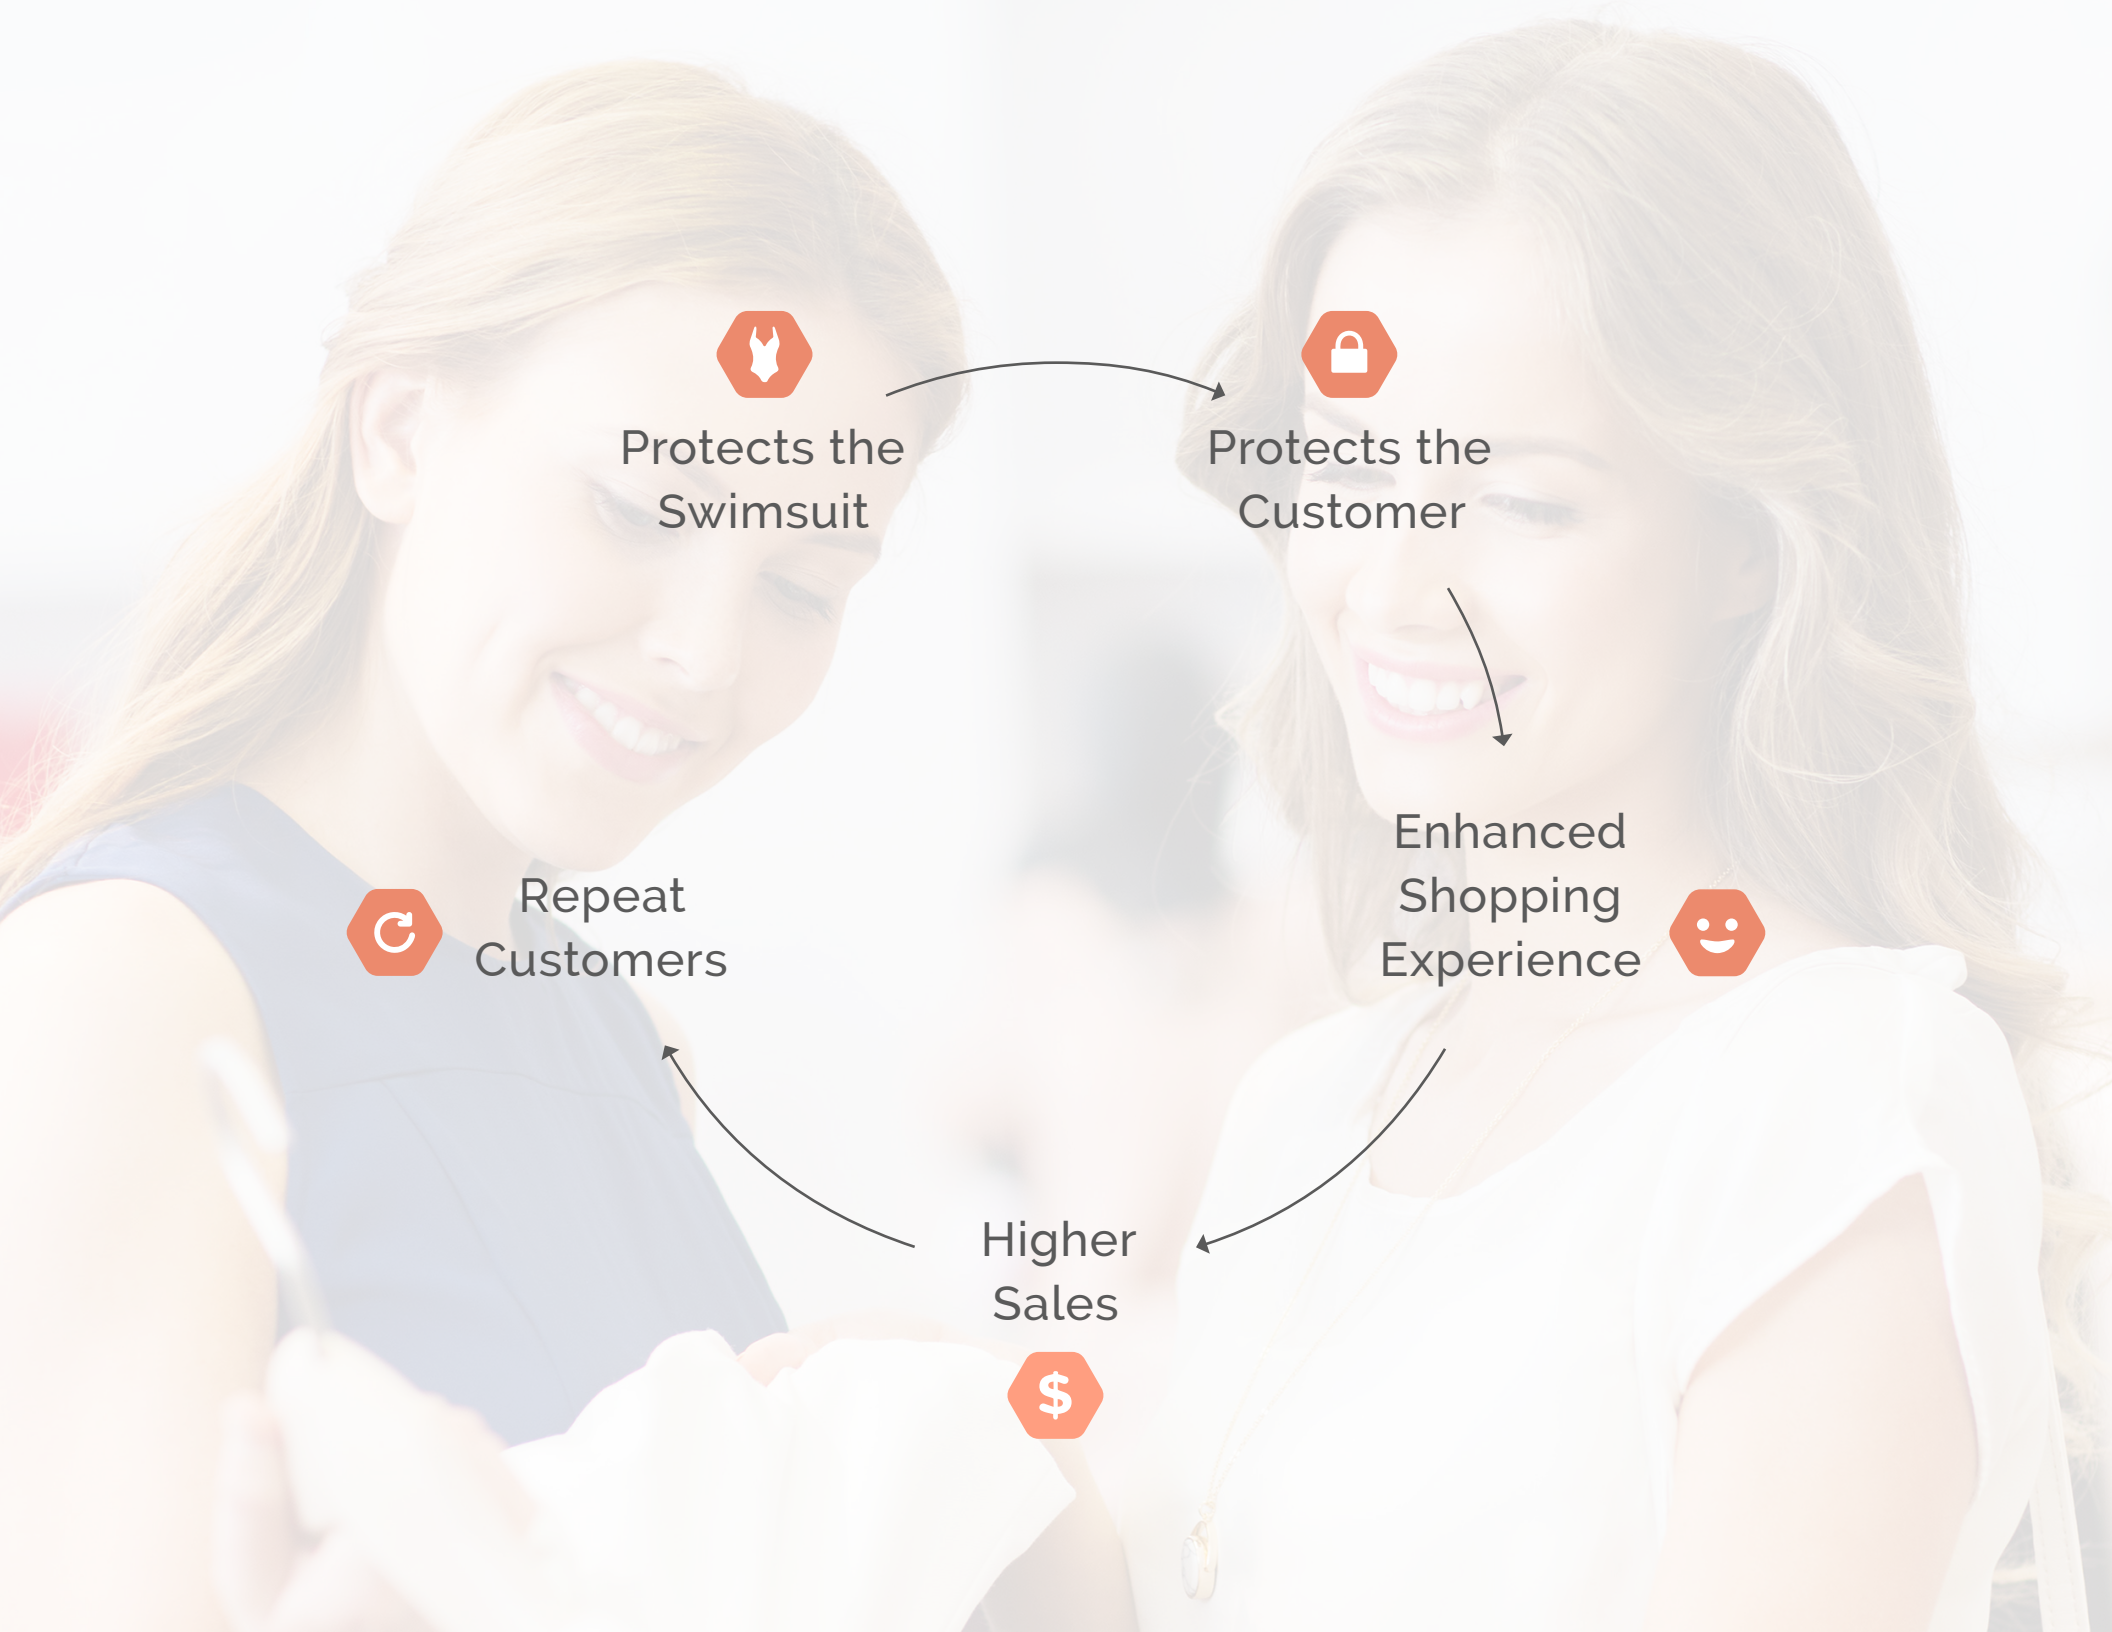 Protects the
Swimsuit
Protects the
Customer
Enhanced
Shopping
Experience
Higher
Sales
$
Repeat
Customers